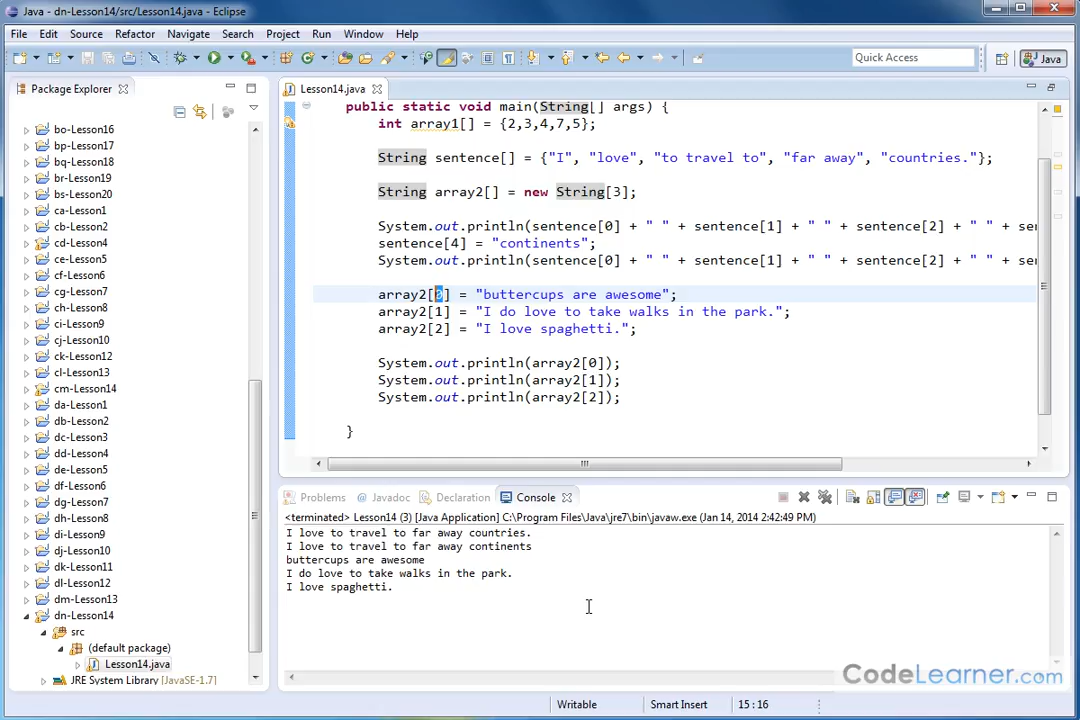 Java - dn-Lesson14/src/Lesson14.java - Eclipse
File Edit Source Refactor Navigate Search Project Run Window Help
Quick Access
Java
Package Explorer
Lesson14.java
bo-Lesson16
bp-Lesson17
bq-Lesson18
br-Lesson19
bs-Lesson20
ca-Lesson1
cb-Lesson2
cd-Lesson4
ce-Lesson5
cf-Lesson6
cg-Lesson7
ch-Lesson8
ci-Lesson9
cj-Lesson10
ck-Lesson12
cl-Lesson13
cm-Lesson14
da-Lesson1
db-Lesson2
dc-Lesson3
dd-Lesson4
de-Lesson5
df-Lesson6
dg-Lesson7
dh-Lesson8
di-Lesson9
dj-Lesson10
dk-Lesson11
dl-Lesson12
dm-Lesson13
dn-Lesson14
src
(default package)
Lesson14.java
JRE System Library [JavaSE-1.7]
public static void main(String[] args) {
int array1[] = {2,3,4,7,5};
String sentence[] = {"I", "love", "to travel to", "far away", "countries."};
String array2[] = new String[3];
System.out.println(sentence[0] + " " + sentence[1] + " " + sentence[2] + " " + se
sentence[4] = "continents";
System.out.println(sentence[0] + " " + sentence[1] + " " + sentence[2] + " " + se
array2[0] = "buttercups are awesome";
array2[1] = "I do love to take walks in the park.";
array2[2] = "I love spaghetti.";
System.out.println(array2[0]);
System.out.println(array2[1]);
System.out.println(array2[2]);
}
Problems @ Javadoc Declaration Console
<terminated> Lesson14 (3) [Java Application] C:\Program Files\Java\jre7\bin\javaw.exe (Jan 14, 2014 2:42:49 PM)
I love to travel to far away countries.
I love to travel to far away continents
buttercups are awesome
I do love to take walks in the park.
I love spaghetti.
CodeLearner.com
Writable Smart Insert 15 : 16